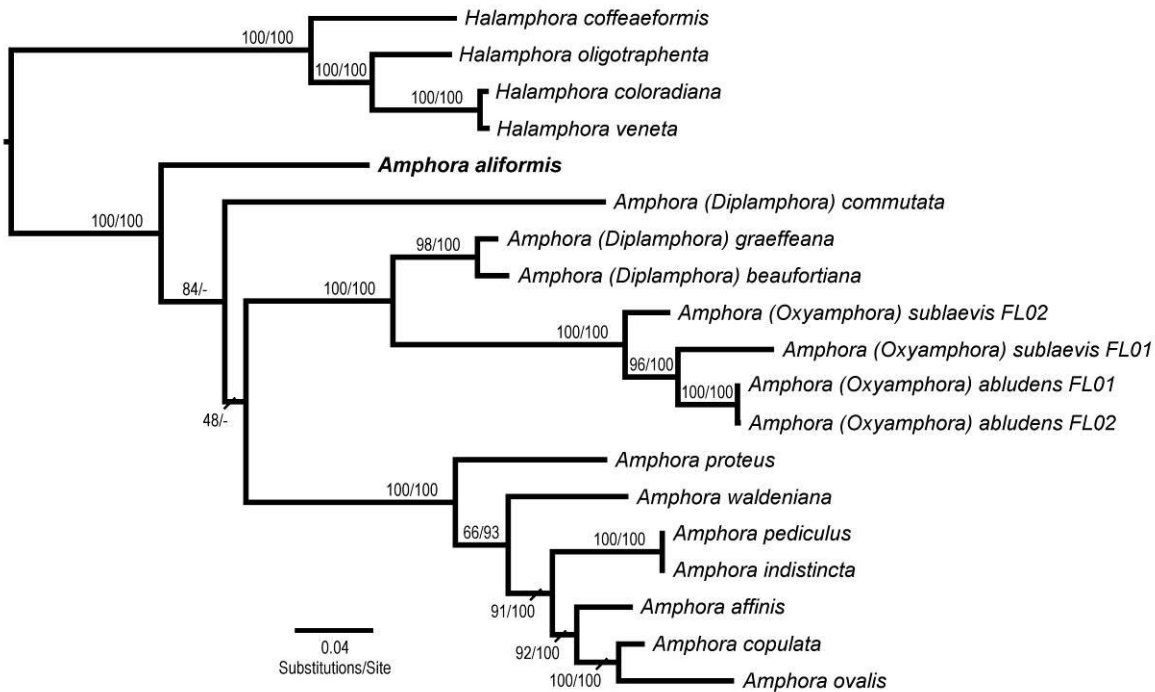 Halamphora coffeaeformis
100/100
Halamphora oligotraphenta
100/100
Halamphora coloradiana
100/100
Halamphora veneta
Amphora aliformis
100/100
Amphora (Diplamphora) commutata
Amphora (Diplamphora) graeffeana
98/100
Amphora (Diplamphora) beaufortiana
84/-
100/100
Amphora (Oxyamphora) sublaevis FL02
100/100
Amphora (Oxyamphora) sublaevis FL01
96/100
Amphora (Oxyamphora) abludens FL01
100/100
Amphora (Oxyamphora) abludens FL02
48/-
Amphora proteus
100/100
Amphora waldeniana
66/93
Amphora pediculus
100/100
Amphora indistincta
91/100
Amphora affinis
92/100
Amphora copulata
100/100
Amphora ovalis
0.04
Substitutions/Site